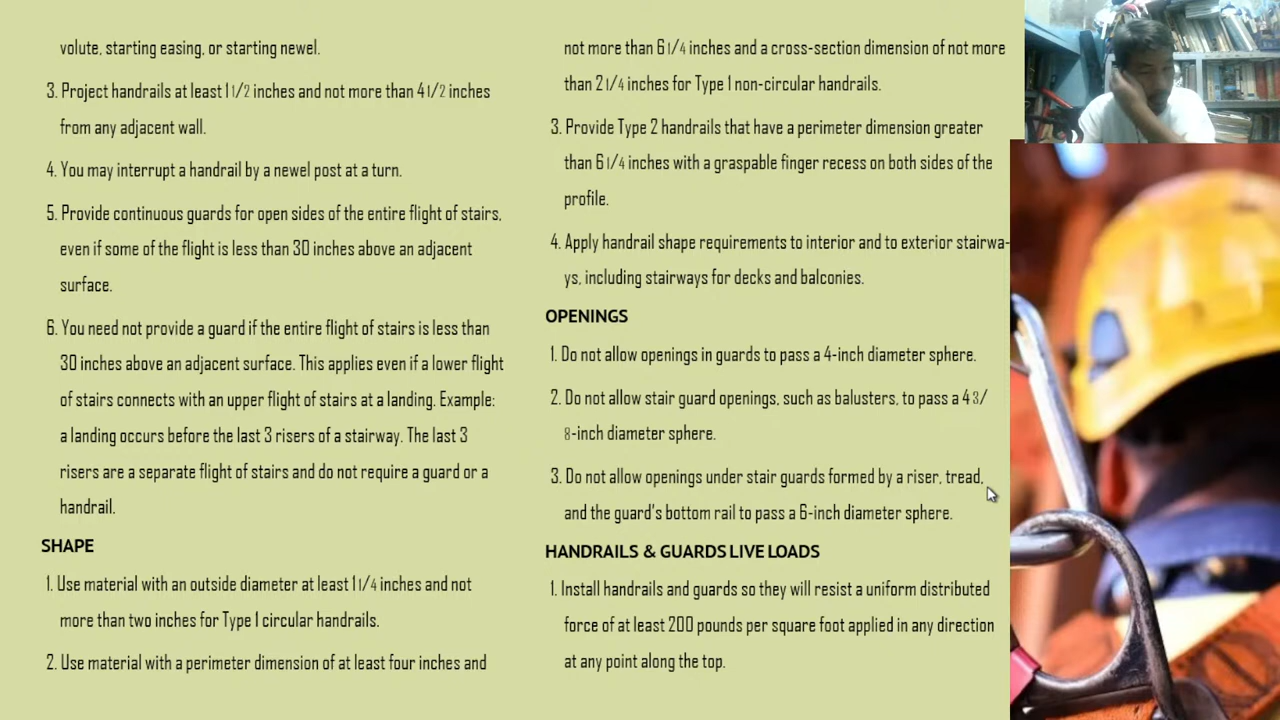 volute, starting easing, or starting newel.
3. Project handrails at least 1 1/2 inches and not more than 4 1/2 inches
from any adjacent wall.
4. You may interrupt a handrail by a newel post at a turn.
5. Provide continuous guards for open sides of the entire flight of stairs,
even if some of the flight is less than 30 inches above an adjacent
surface.
6. You need not provide a guard if the entire flight of stairs is less than
30 inches above an adjacent surface. This applies even if a lower flight
of stairs connects with an upper flight of stairs at a landing. Example:
a landing occurs before the last 3 risers of a stairway. The last 3
risers are a separate flight of stairs and do not require a guard or a
handrail.
SHAPE
1. Use material with an outside diameter at least 1 1/4 inches and not
more than two inches for Type 1 circular handrails.
2. Use material with a perimeter dimension of at least four inches and
not more than 6 1/4 inches and a cross-section dimension of not more
than 2 1/4 inches for Type 1 non-circular handrails.
3. Provide Type 2 handrails that have a perimeter dimension greater
than 6 1/4 inches with a graspable finger recess on both sides of the
profile.
4. Apply handrail shape requirements to interior and to exterior stairwa-
ys, including stairways for decks and balconies.
OPENINGS
1. Do not allow openings in guards to pass a 4-inch diameter sphere.
2. Do not allow stair guard openings, such as balusters, to pass a 4 3/
8-inch diameter sphere.
3. Do not allow openings under stair guards formed by a riser, tread,
and the guard's bottom rail to pass a 6-inch diameter sphere.
HANDRAILS & GUARDS LIVE LOADS
1. Install handrails and guards so they will resist a uniform distributed
force of at least 200 pounds per square foot applied in any direction
at any point along the top.